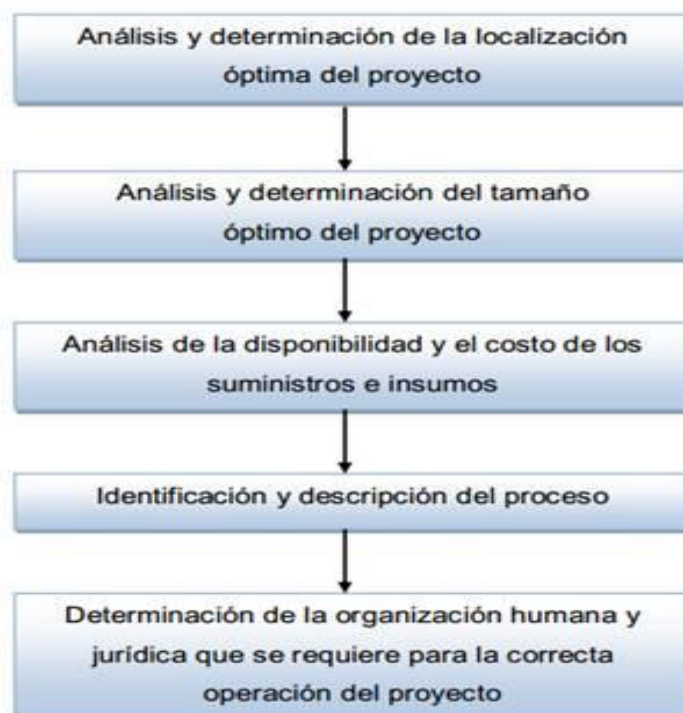 Análisis y determinación de la localización
óptima del proyecto
Análisis y determinación del tamaño
óptimo del proyecto
Análisis de la disponibilidad y el costo de los
suministros e insumos
Identificación y descripción del proceso
Determinación de la organización humana y
jurídica que se requiere para la correcta
operación del proyecto